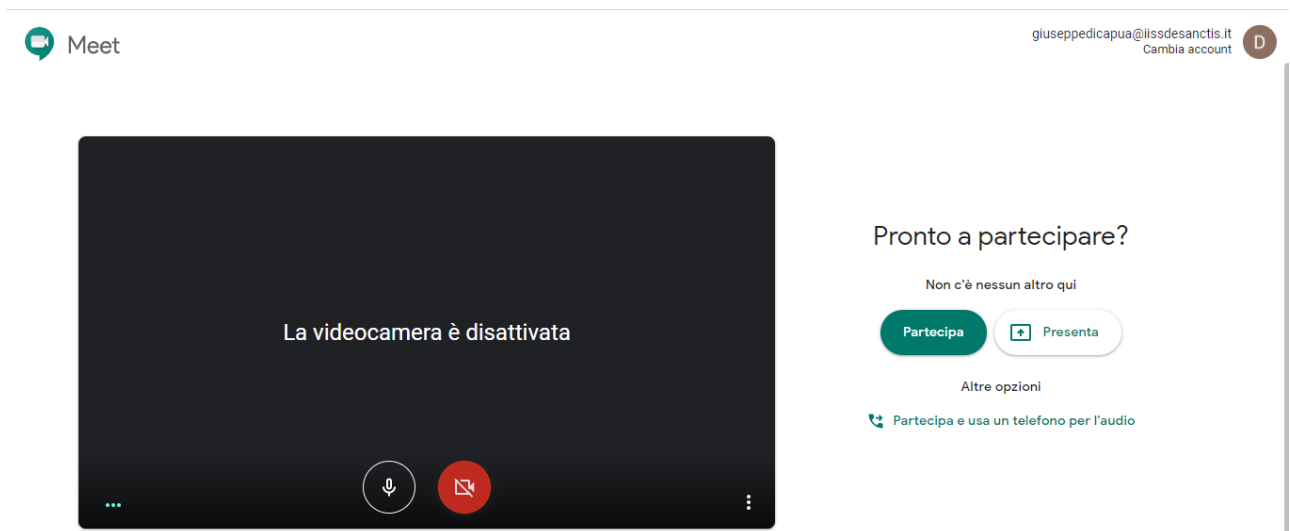 Meet
giuseppedicapua@iissdesanctis.it
Cambia account
D
La videocamera è disattivata
Pronto a partecipare?
Non c'è nessun altro qui
Partecipa
Presenta
Altre opzioni
Partecipa e usa un telefono per l'audio